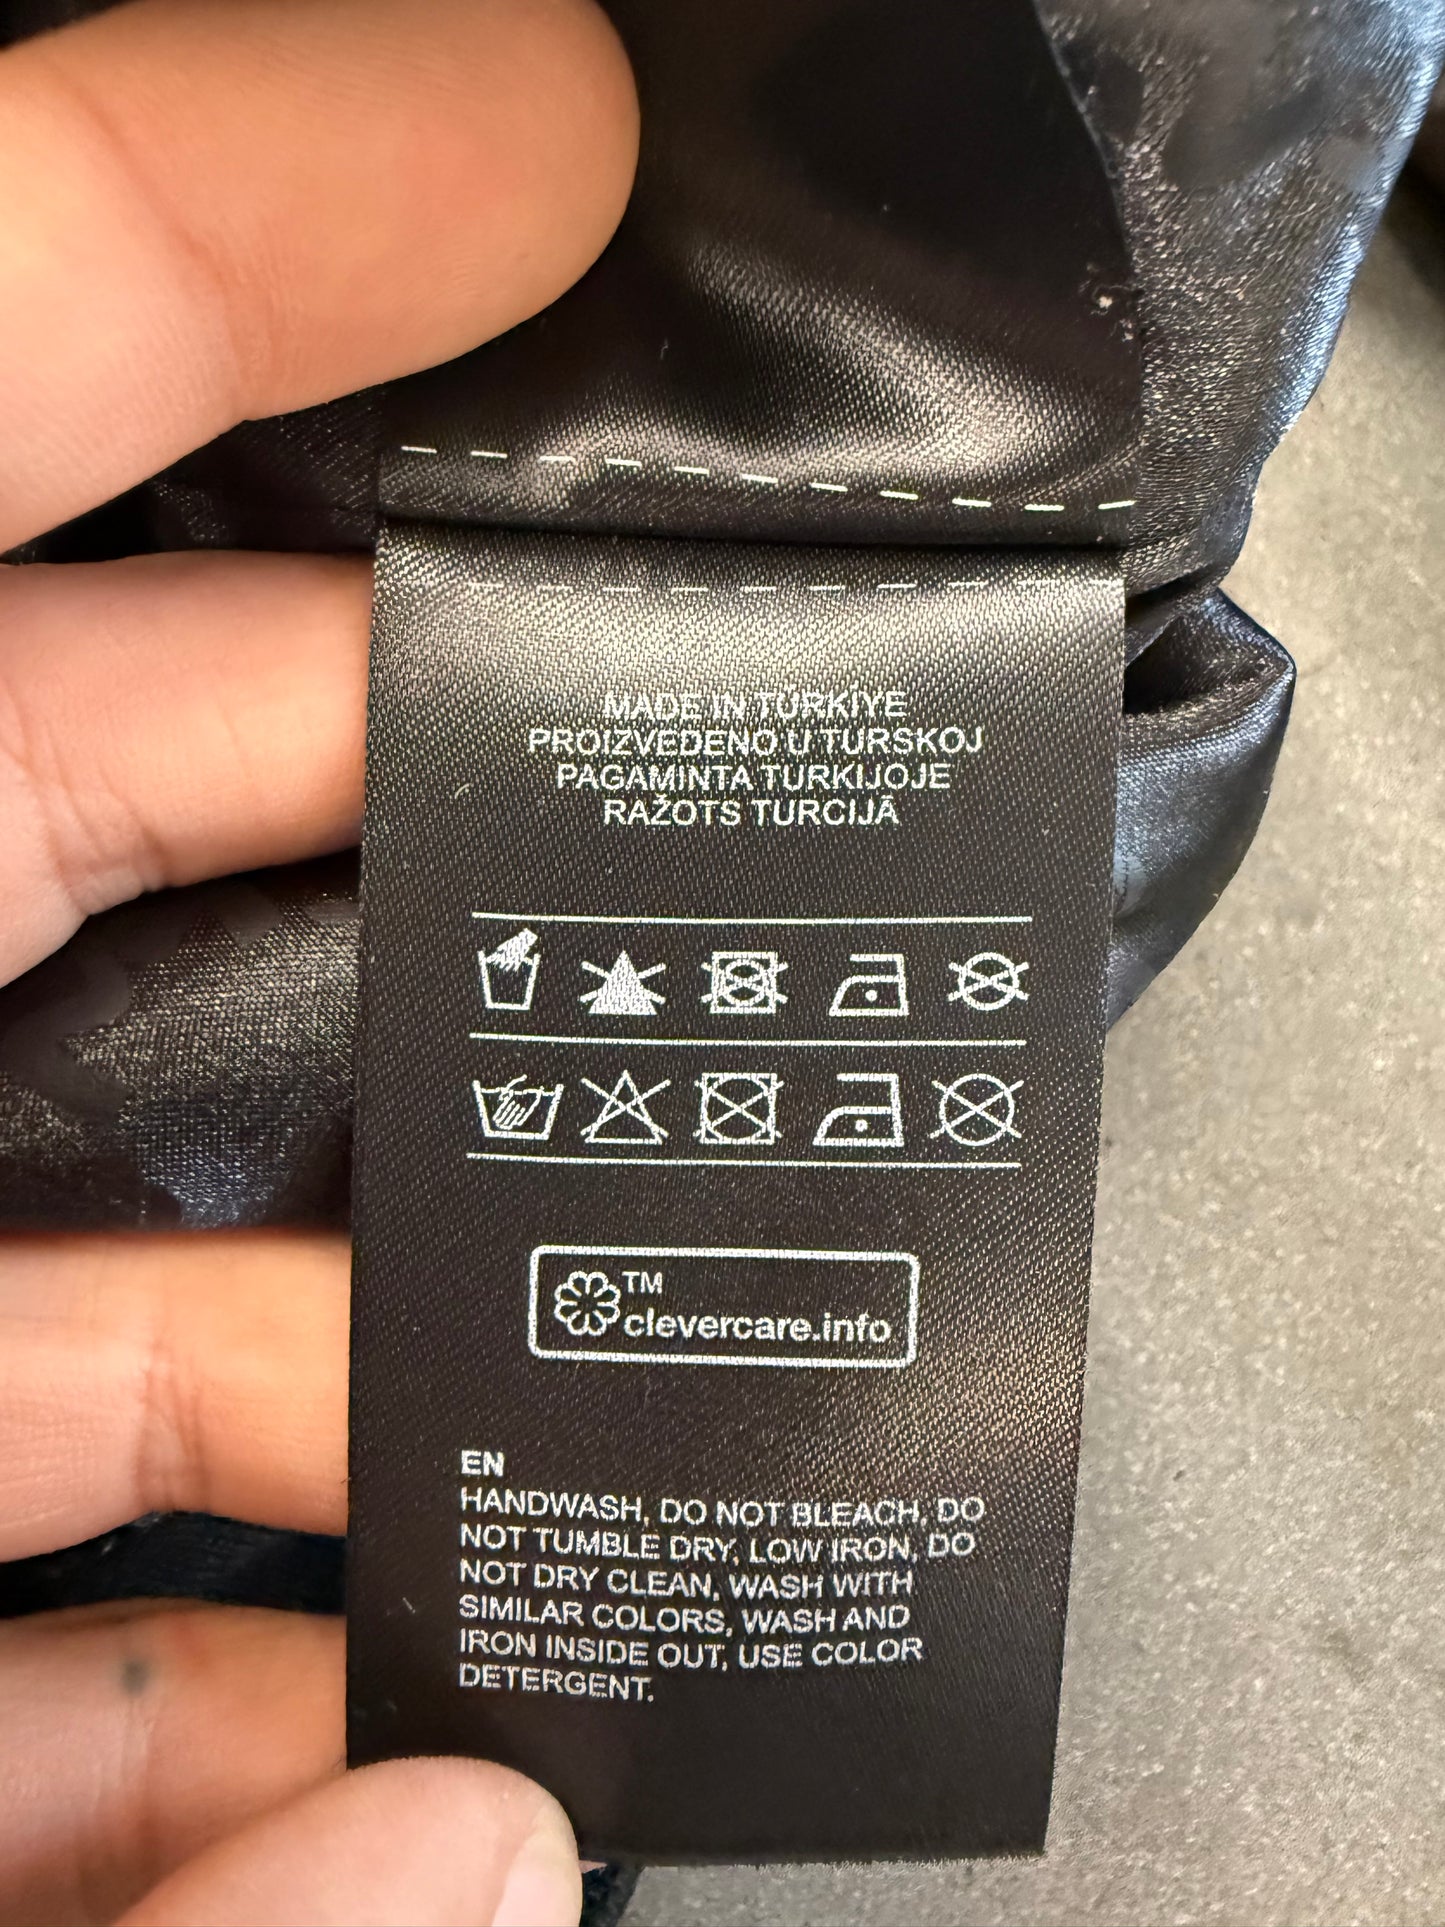 MADE IN TÜRKİYE
PROIZVEDENO U TURSKOJ
PAGAMINTA TURKIJOJE
RAŽOTS TURCIJĀ
TM
clevercare.info
EN
HANDWASH, DO NOT BLEACH, DO
NOT TUMBLE DRY, LOW IRON, DO
NOT DRY CLEAN, WASH WITH
SIMILAR COLORS, WASH AND
IRON INSIDE OUT, USE COLOR
DETERGENT.